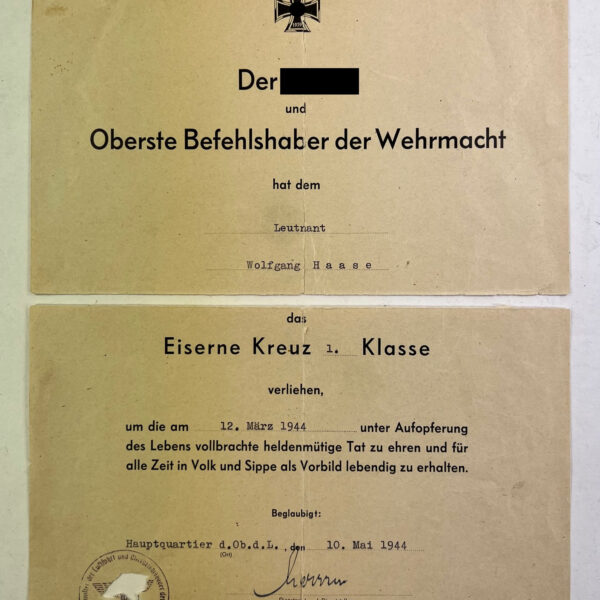 Der
und
Oberste Befehlshaber der Wehrmacht
hat dem
Leutnant
Wolfgang Haase
das
Eiserne Kreuz 1. Klasse
verliehen,
um die am 12. März 1944 unter Aufopferung
des Lebens vollbrachte heldenmütige Tat zu ehren und für
alle Zeit in Volk und Sippe als Vorbild lebendig zu erhalten.
Beglaubigt:
Hauptquartier d.Ob.d.L., den 10. Mai 1944
(Ort)